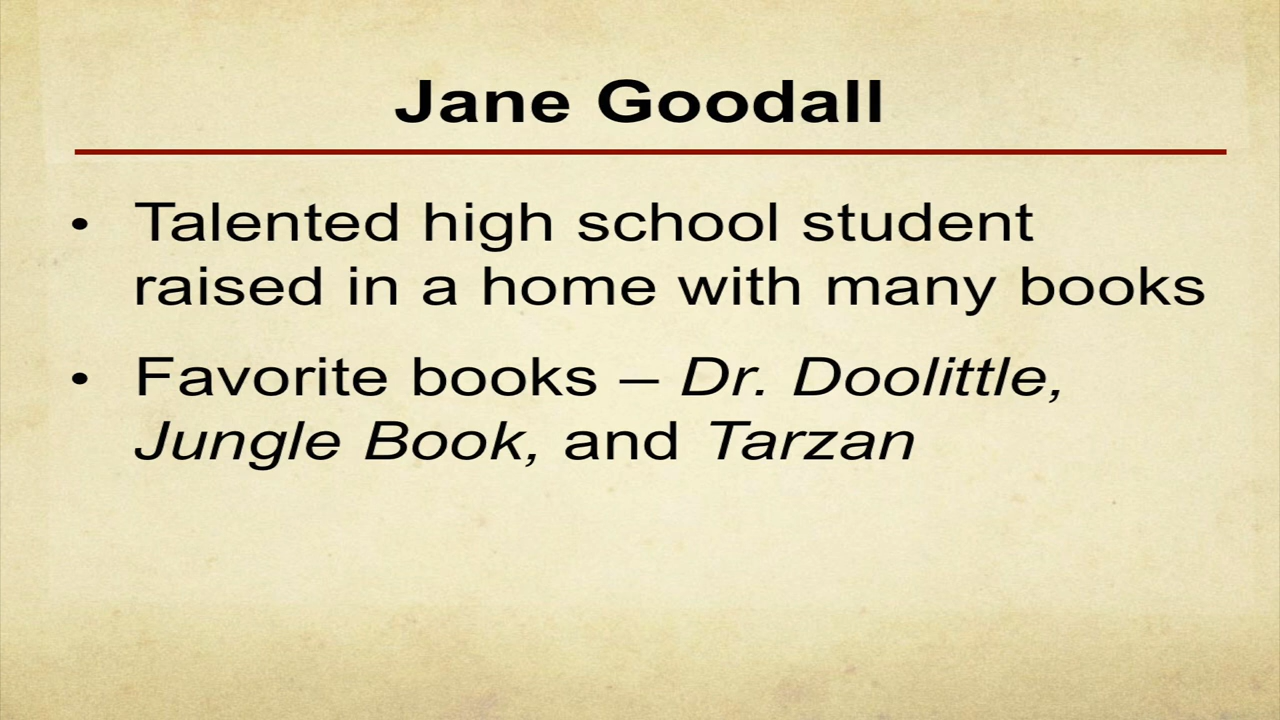 Jane Goodall
• Talented high school student
raised in a home with many books
• Favorite books – Dr. Doolittle,
Jungle Book, and Tarzan